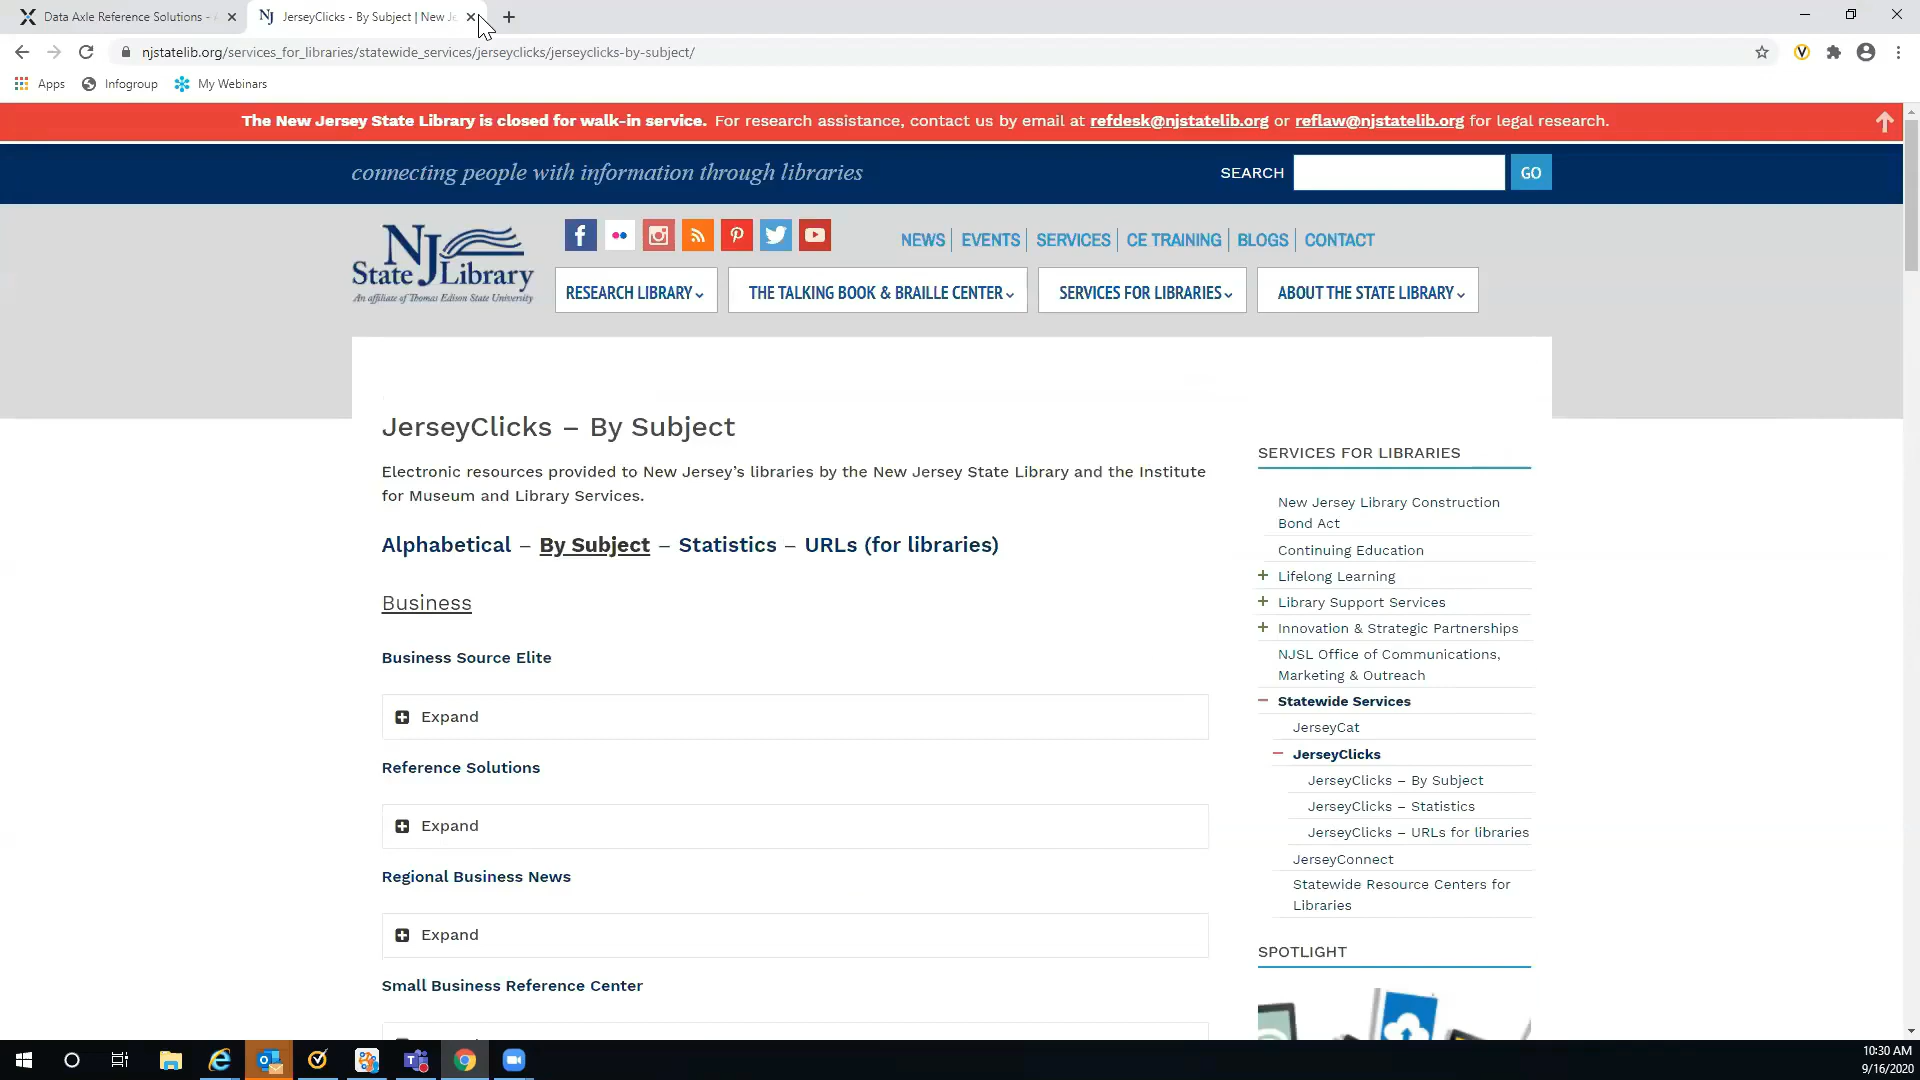 Data Axle Reference Solutions -
JerseyClicks - By Subject | New Je
njstatelib.org/services_for_libraries/statewide_services/jerseyclicks/jerseyclicks-by-subject/
Apps
Infogroup
My Webinars
The New Jersey State Library is closed for walk-in service. For research assistance, contact us by email at refdesk@njstatelib.org or reflaw@njstatelib.org for legal research.
connecting people with information through libraries
SEARCH
GO
NJ
State Library
An affiliate of Thomas Edison State University
NEWS
EVENTS
SERVICES
CE TRAINING
BLOGS
CONTACT
RESEARCH LIBRARY
THE TALKING BOOK & BRAILLE CENTER
SERVICES FOR LIBRARIES
ABOUT THE STATE LIBRARY
JerseyClicks – By Subject
Electronic resources provided to New Jersey’s libraries by the New Jersey State Library and the Institute
for Museum and Library Services.
Alphabetical – By Subject – Statistics – URLs (for libraries)
Business
Business Source Elite
Expand
Reference Solutions
Expand
Regional Business News
Expand
Small Business Reference Center
SERVICES FOR LIBRARIES
New Jersey Library Construction
Bond Act
Continuing Education
+ Lifelong Learning
+ Library Support Services
+ Innovation & Strategic Partnerships
NJSL Office of Communications,
Marketing & Outreach
– Statewide Services
JerseyCat
– JerseyClicks
JerseyClicks – By Subject
JerseyClicks – Statistics
JerseyClicks – URLs for libraries
JerseyConnect
Statewide Resource Centers for
Libraries
SPOTLIGHT
10:30 AM
9/16/2020